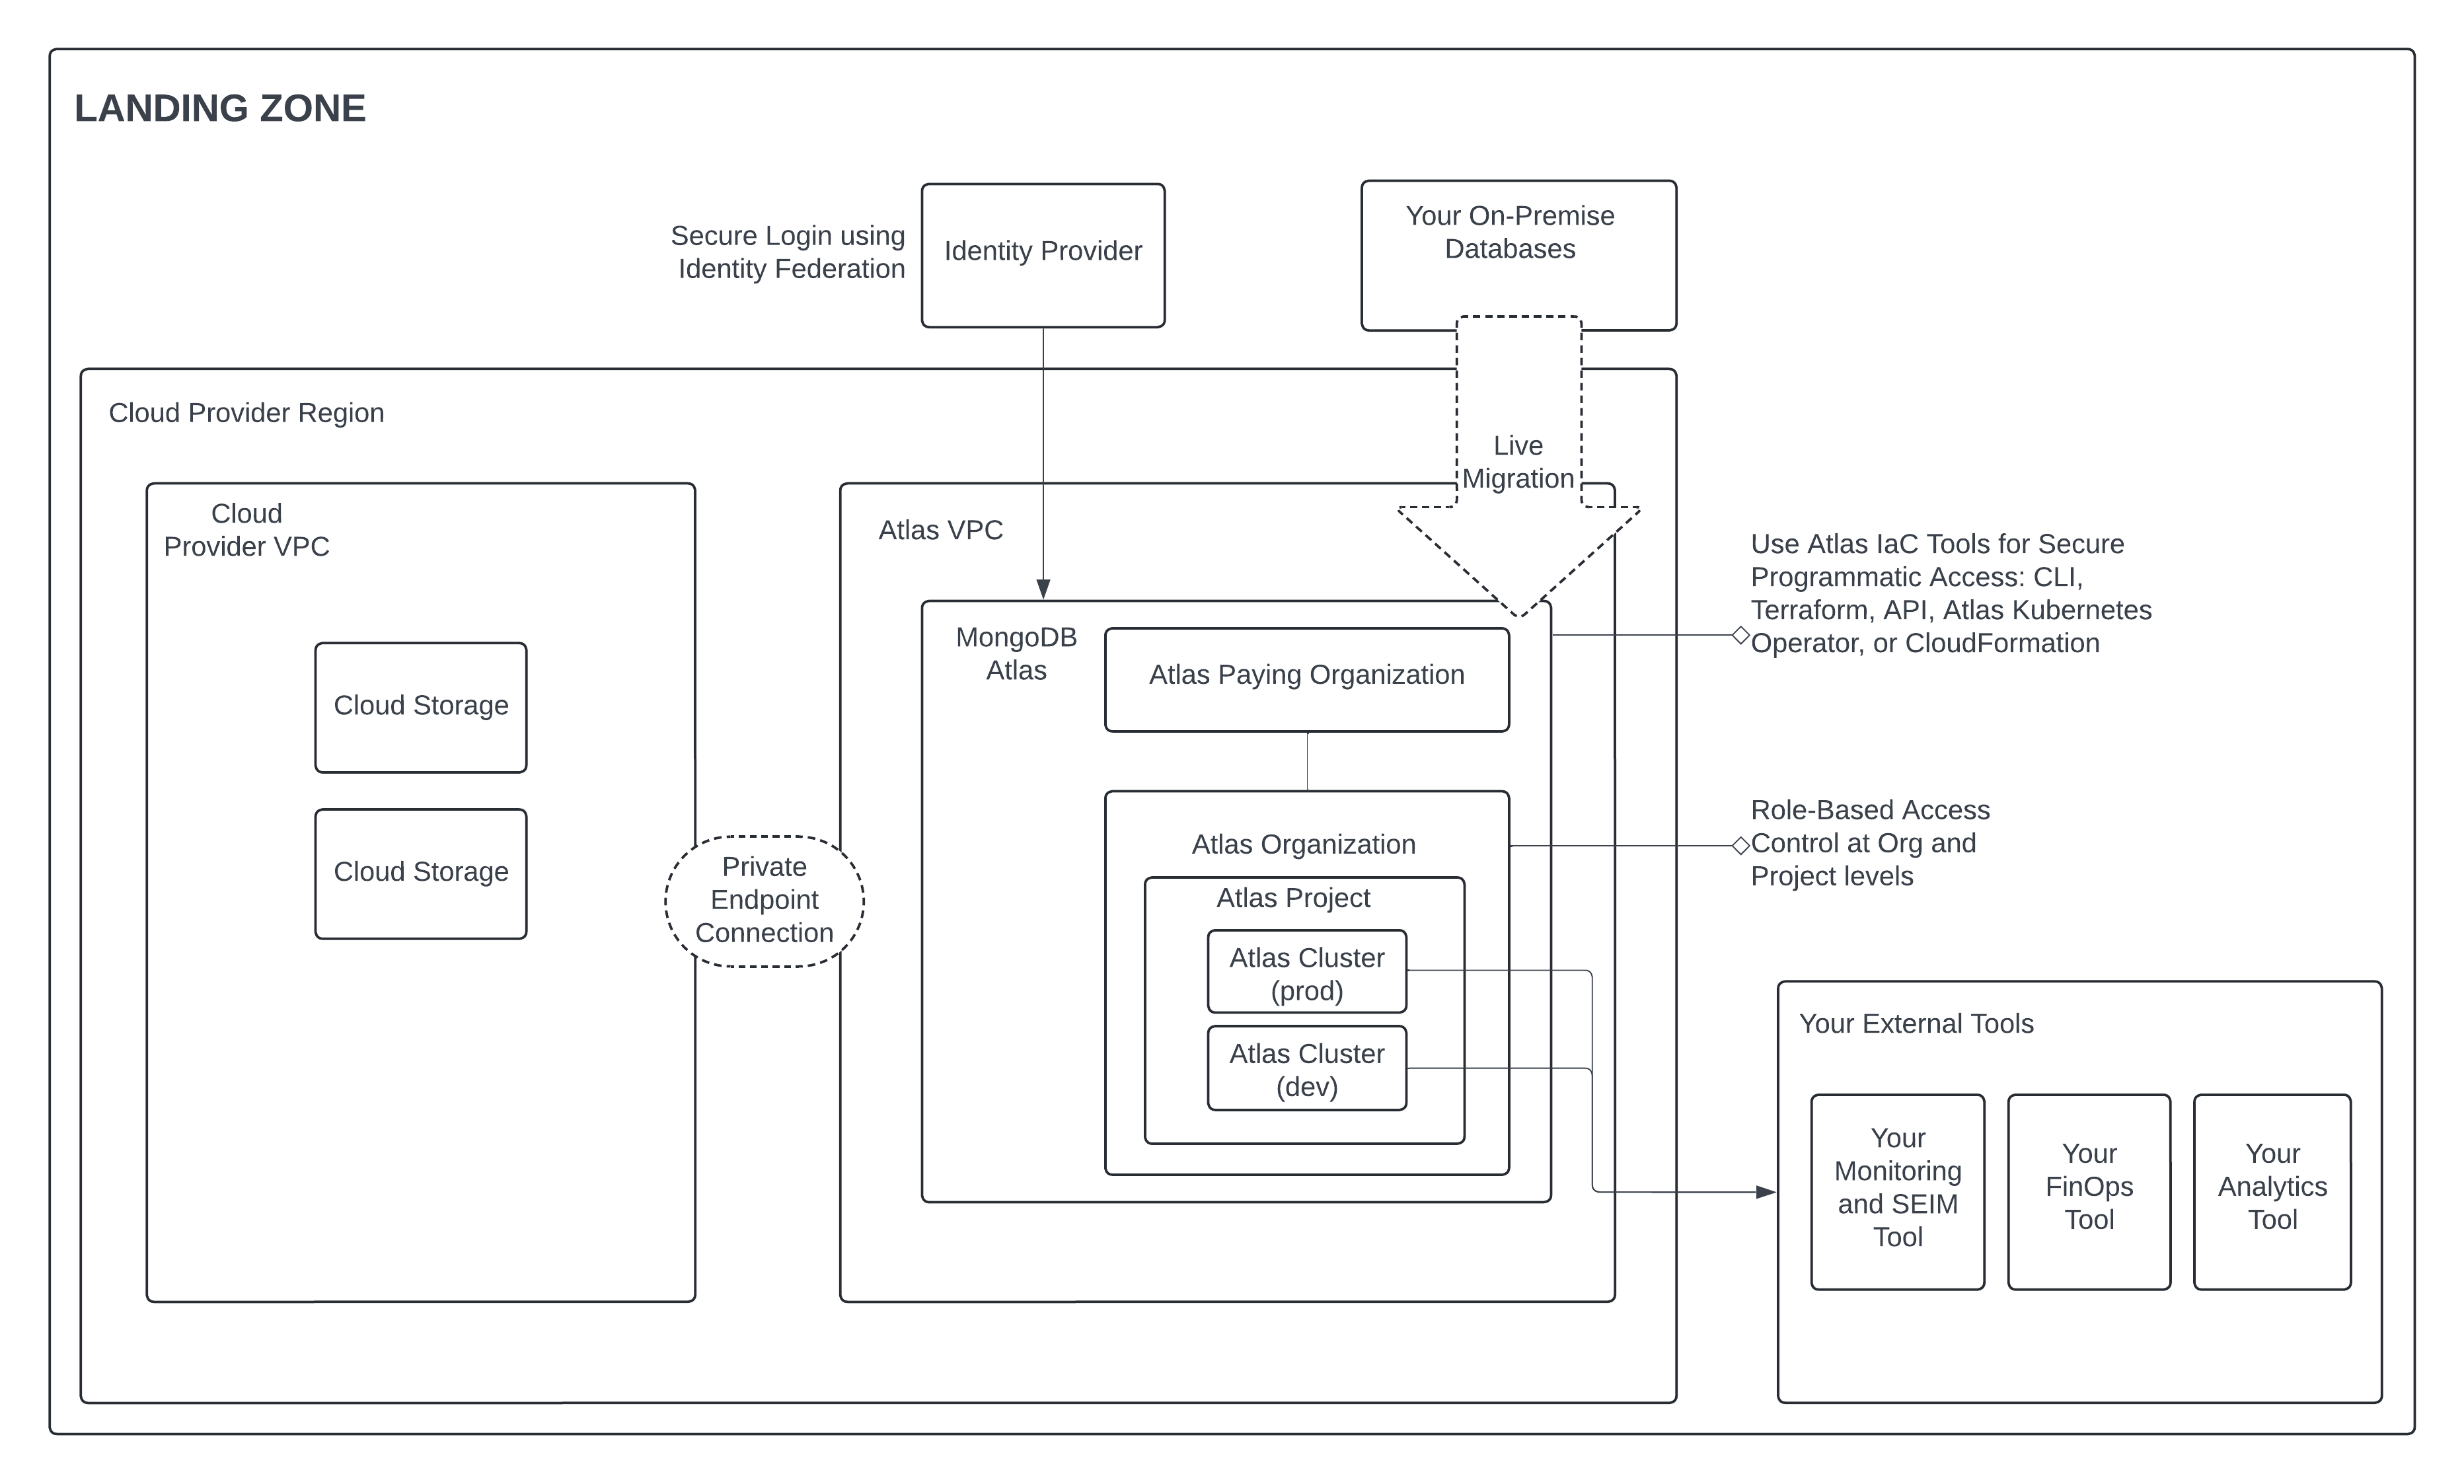 LANDING ZONE
Secure Login using
Identity Federation
Identity Provider
Your On-Premise
Databases
Cloud Provider Region
Live
Migration
Cloud
Provider VPC
Atlas VPC
Use Atlas IaC Tools for Secure
Programmatic Access: CLI,
Terraform, API, Atlas Kubernetes
Operator, or CloudFormation
MongoDB
Atlas
Atlas Paying Organization
Cloud Storage
Cloud Storage
Private
Endpoint
Connection
Atlas Organization
Role-Based Access
Control at Org and
Project levels
Atlas Project
Atlas Cluster
(prod)
Atlas Cluster
(dev)
Your External Tools
Your
Monitoring
and SEIM
Tool
Your
FinOps
Tool
Your
Analytics
Tool